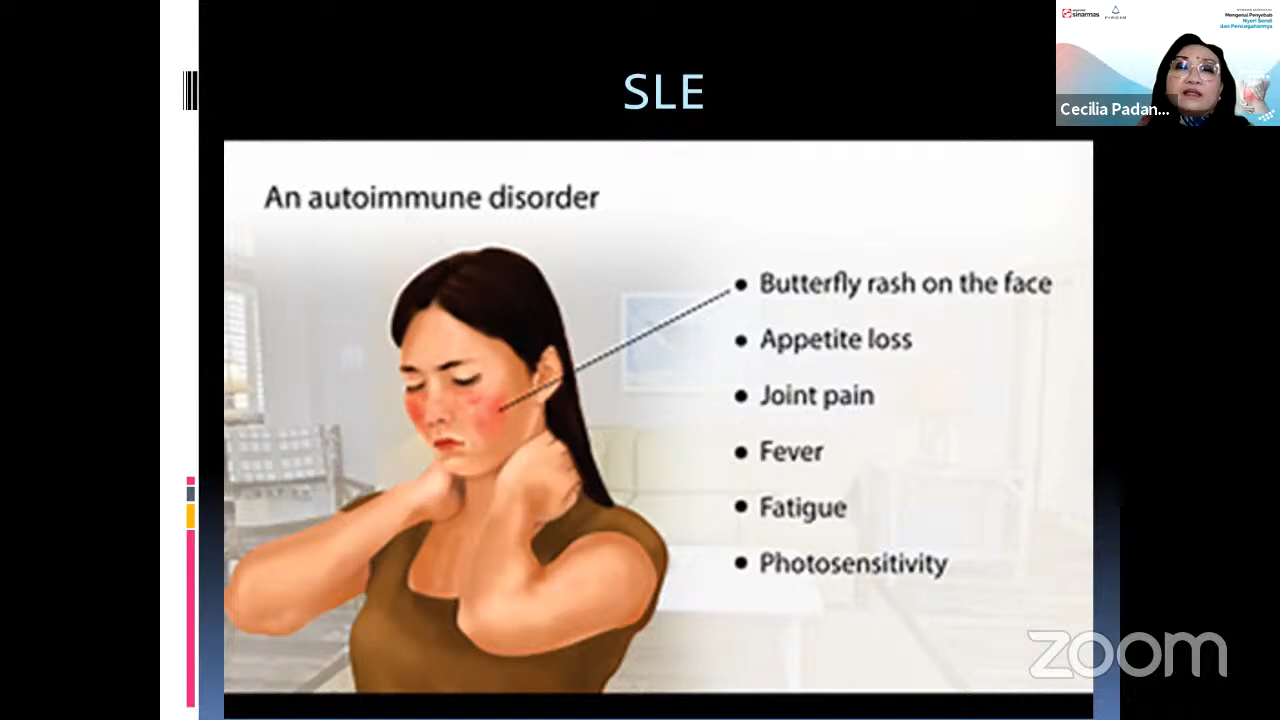 SLE
An autoimmune disorder
• Butterfly rash on the face
• Appetite loss
• Joint pain
• Fever
• Fatigue
• Photosensitivity
sinarmas
Mengenal Penyebab
Nyeri Sendi
dan Pencegahannya
Cecilia Padan...
zoom